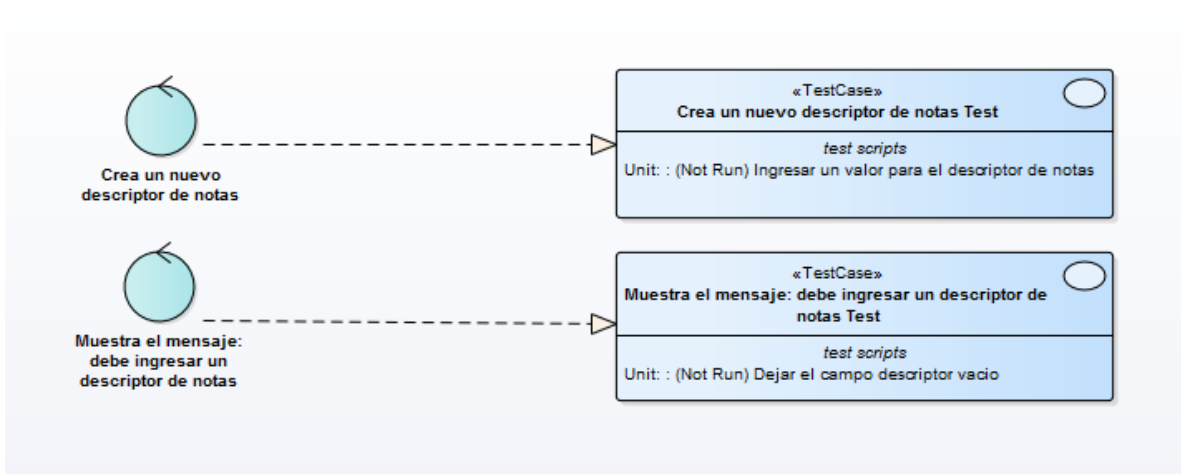 Crea un nuevo
descriptor de notas
«TestCase»
Crea un nuevo descriptor de notas Test
test scripts
Unit: : (Not Run) Ingresar un valor para el descriptor de notas
Muestra el mensaje:
debe ingresar un
descriptor de notas
«TestCase»
Muestra el mensaje: debe ingresar un descriptor de
notas Test
test scripts
Unit: : (Not Run) Dejar el campo descriptor vacio